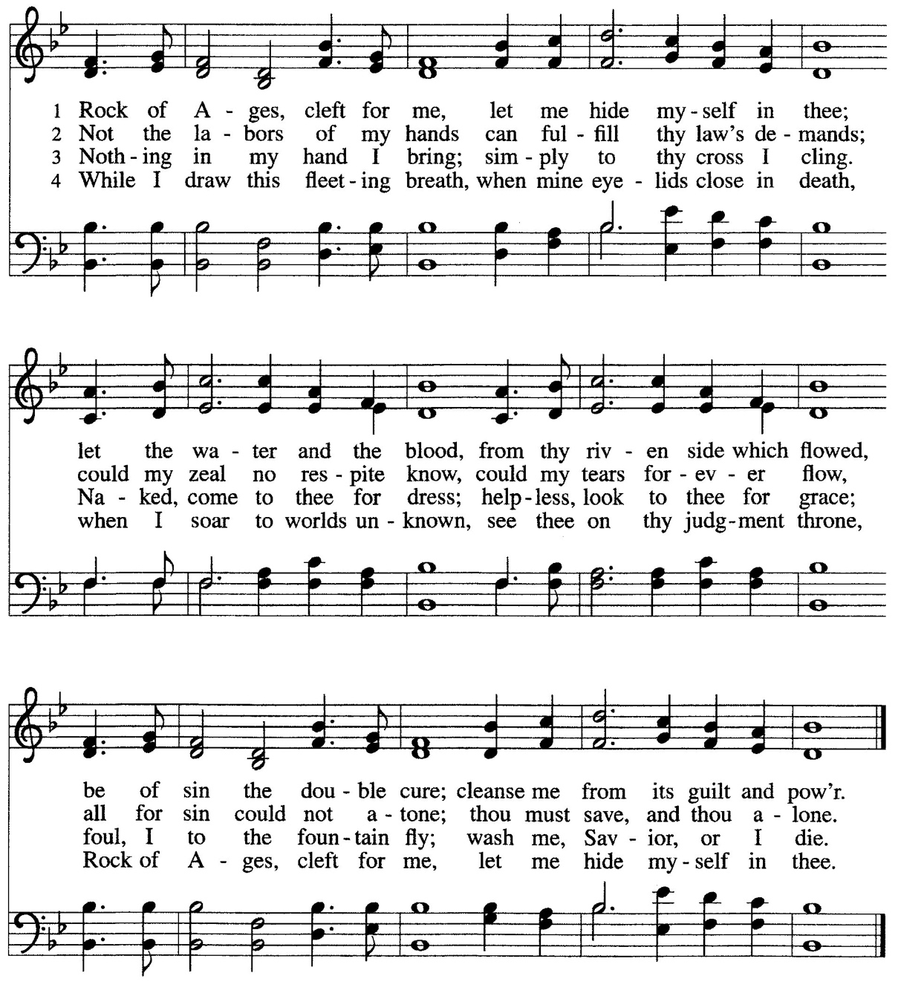 1 Rock of A - ges, cleft for me, let me hide my - self in thee;
2 Not the la - bors of my hands can ful - fill thy law's de - mands;
3 Noth - ing in my hand I bring; sim - ply to thy cross I cling.
4 While I draw this fleet - ing breath, when mine eye - lids close in death,
let the wa - ter and the blood, from thy riv - en side which flowed,
could my zeal no res - pite know, could my tears for - ev - er flow,
Na - ked, come to thee for dress; help - less, look to thee for grace;
when I soar to worlds un - known, see thee on thy judg - ment throne,
be of sin the dou - ble cure; cleanse me from its guilt and pow'r.
all for sin could not a - tone; thou must save, and thou a - lone.
foul, I to the foun - tain fly; wash me, Sav - ior, or I die.
Rock of A - ges, cleft for me, let me hide my - self in thee.